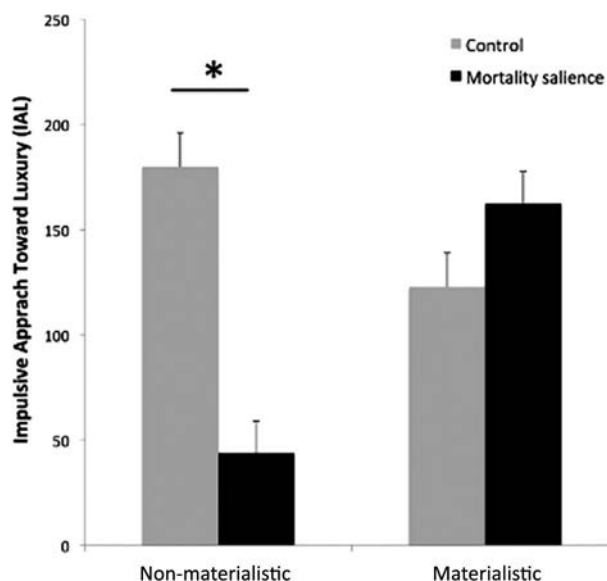 250
200
150
100
50
0
Impulsive Apprach Toward Luxury (IAL)
*
Control
Mortality salience
Non-materialistic
Materialistic